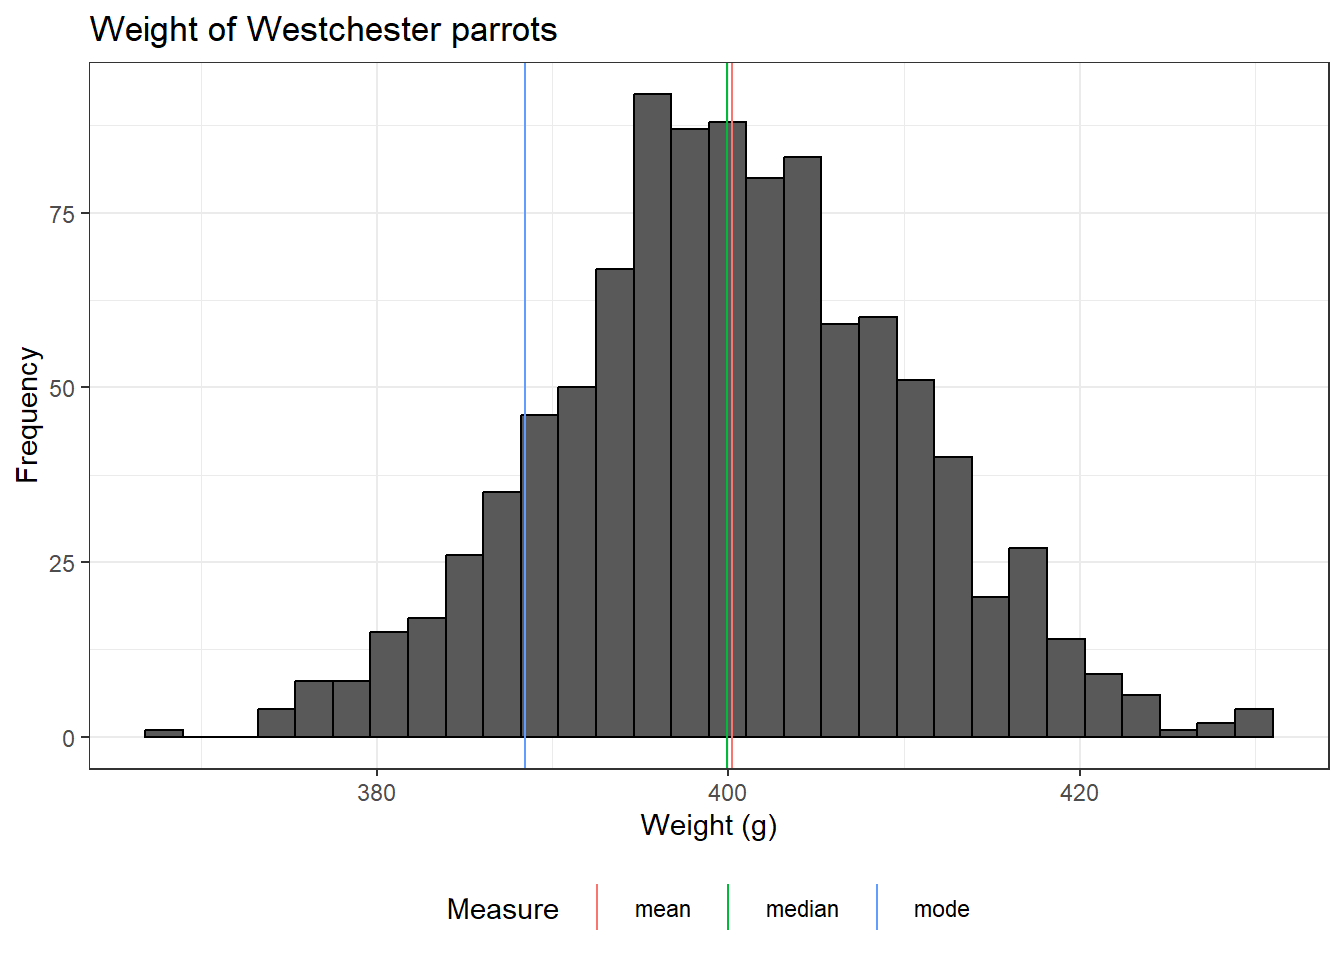 Weight of Westchester parrots
75
50
25
0
Frequency
380 400 420
Weight (g)
Measure mean median mode